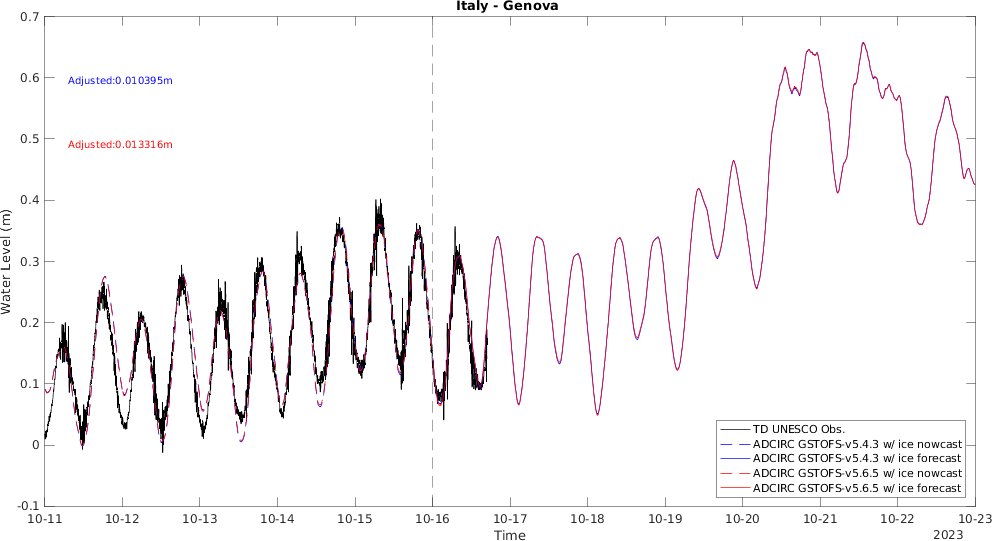 Italy - Genova
0.7
0.6
0.5
0.4
0.3
0.2
0.1
0
-0.1
Water Level (m)
Adjusted:0.010395m
Adjusted:0.013316m
TD UNESCO Obs.
ADCIRC GSTOFS-v5.4.3 w/ ice nowcast
ADCIRC GSTOFS-v5.4.3 w/ ice forecast
ADCIRC GSTOFS-v5.6.5 w/ ice nowcast
ADCIRC GSTOFS-v5.6.5 w/ ice forecast
10-11 10-12 10-13 10-14 10-15 10-16 10-17 10-18 10-19 10-20 10-21 10-22 10-23
Time
2023